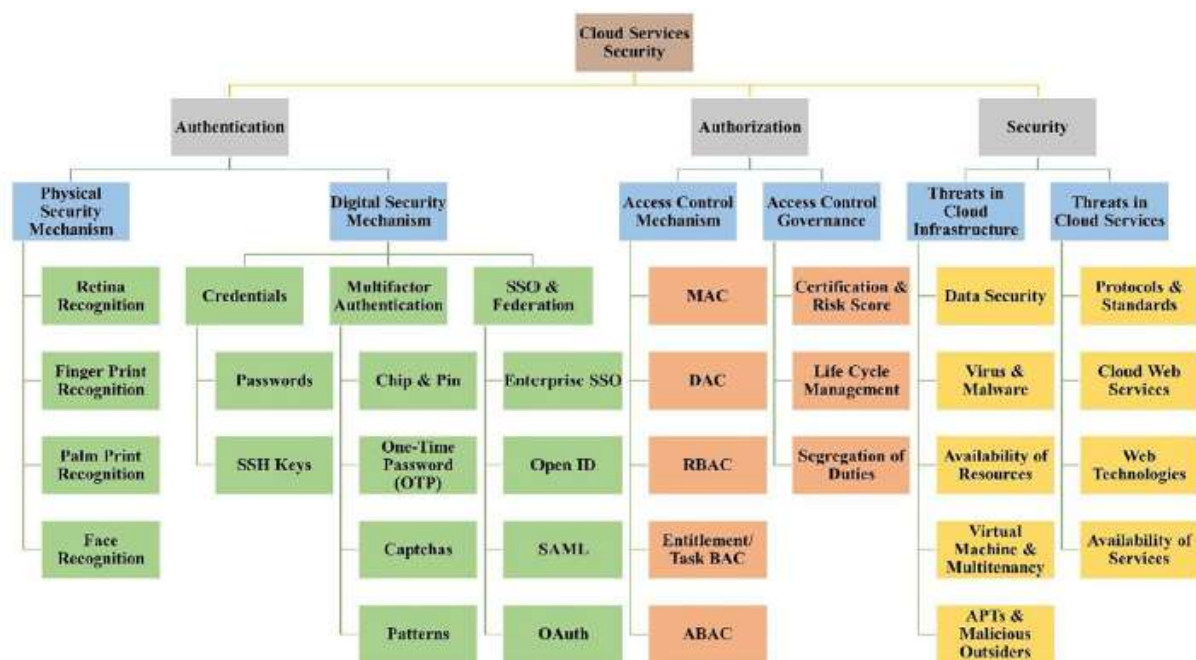 Cloud Services
Security
Authentication
Authorization
Security
Physical
Security
Mechanism
Digital Security
Mechanism
Access Control
Mechanism
Access Control
Governance
Threats in
Cloud
Infrastructure
Threats in
Cloud Services
Retina
Recognition
Credentials
Multifactor
Authentication
SSO &
Federation
MAC
Certification &
Risk Score
Data Security
Protocols &
Standards
Finger Print
Recognition
Passwords
Chip & Pin
Enterprise SSO
DAC
Life Cycle
Management
Virus &
Malware
Cloud Web
Services
Palm Print
Recognition
SSH Keys
One-Time
Password
(OTP)
Open ID
RBAC
Segregation of
Duties
Availability of
Resources
Web
Technologies
Face
Recognition
Captchas
SAML
Entitlement/
Task BAC
Virtual
Machine &
Multitenancy
Availability of
Services
Patterns
OAuth
ABAC
APTs &
Malicious
Outsiders